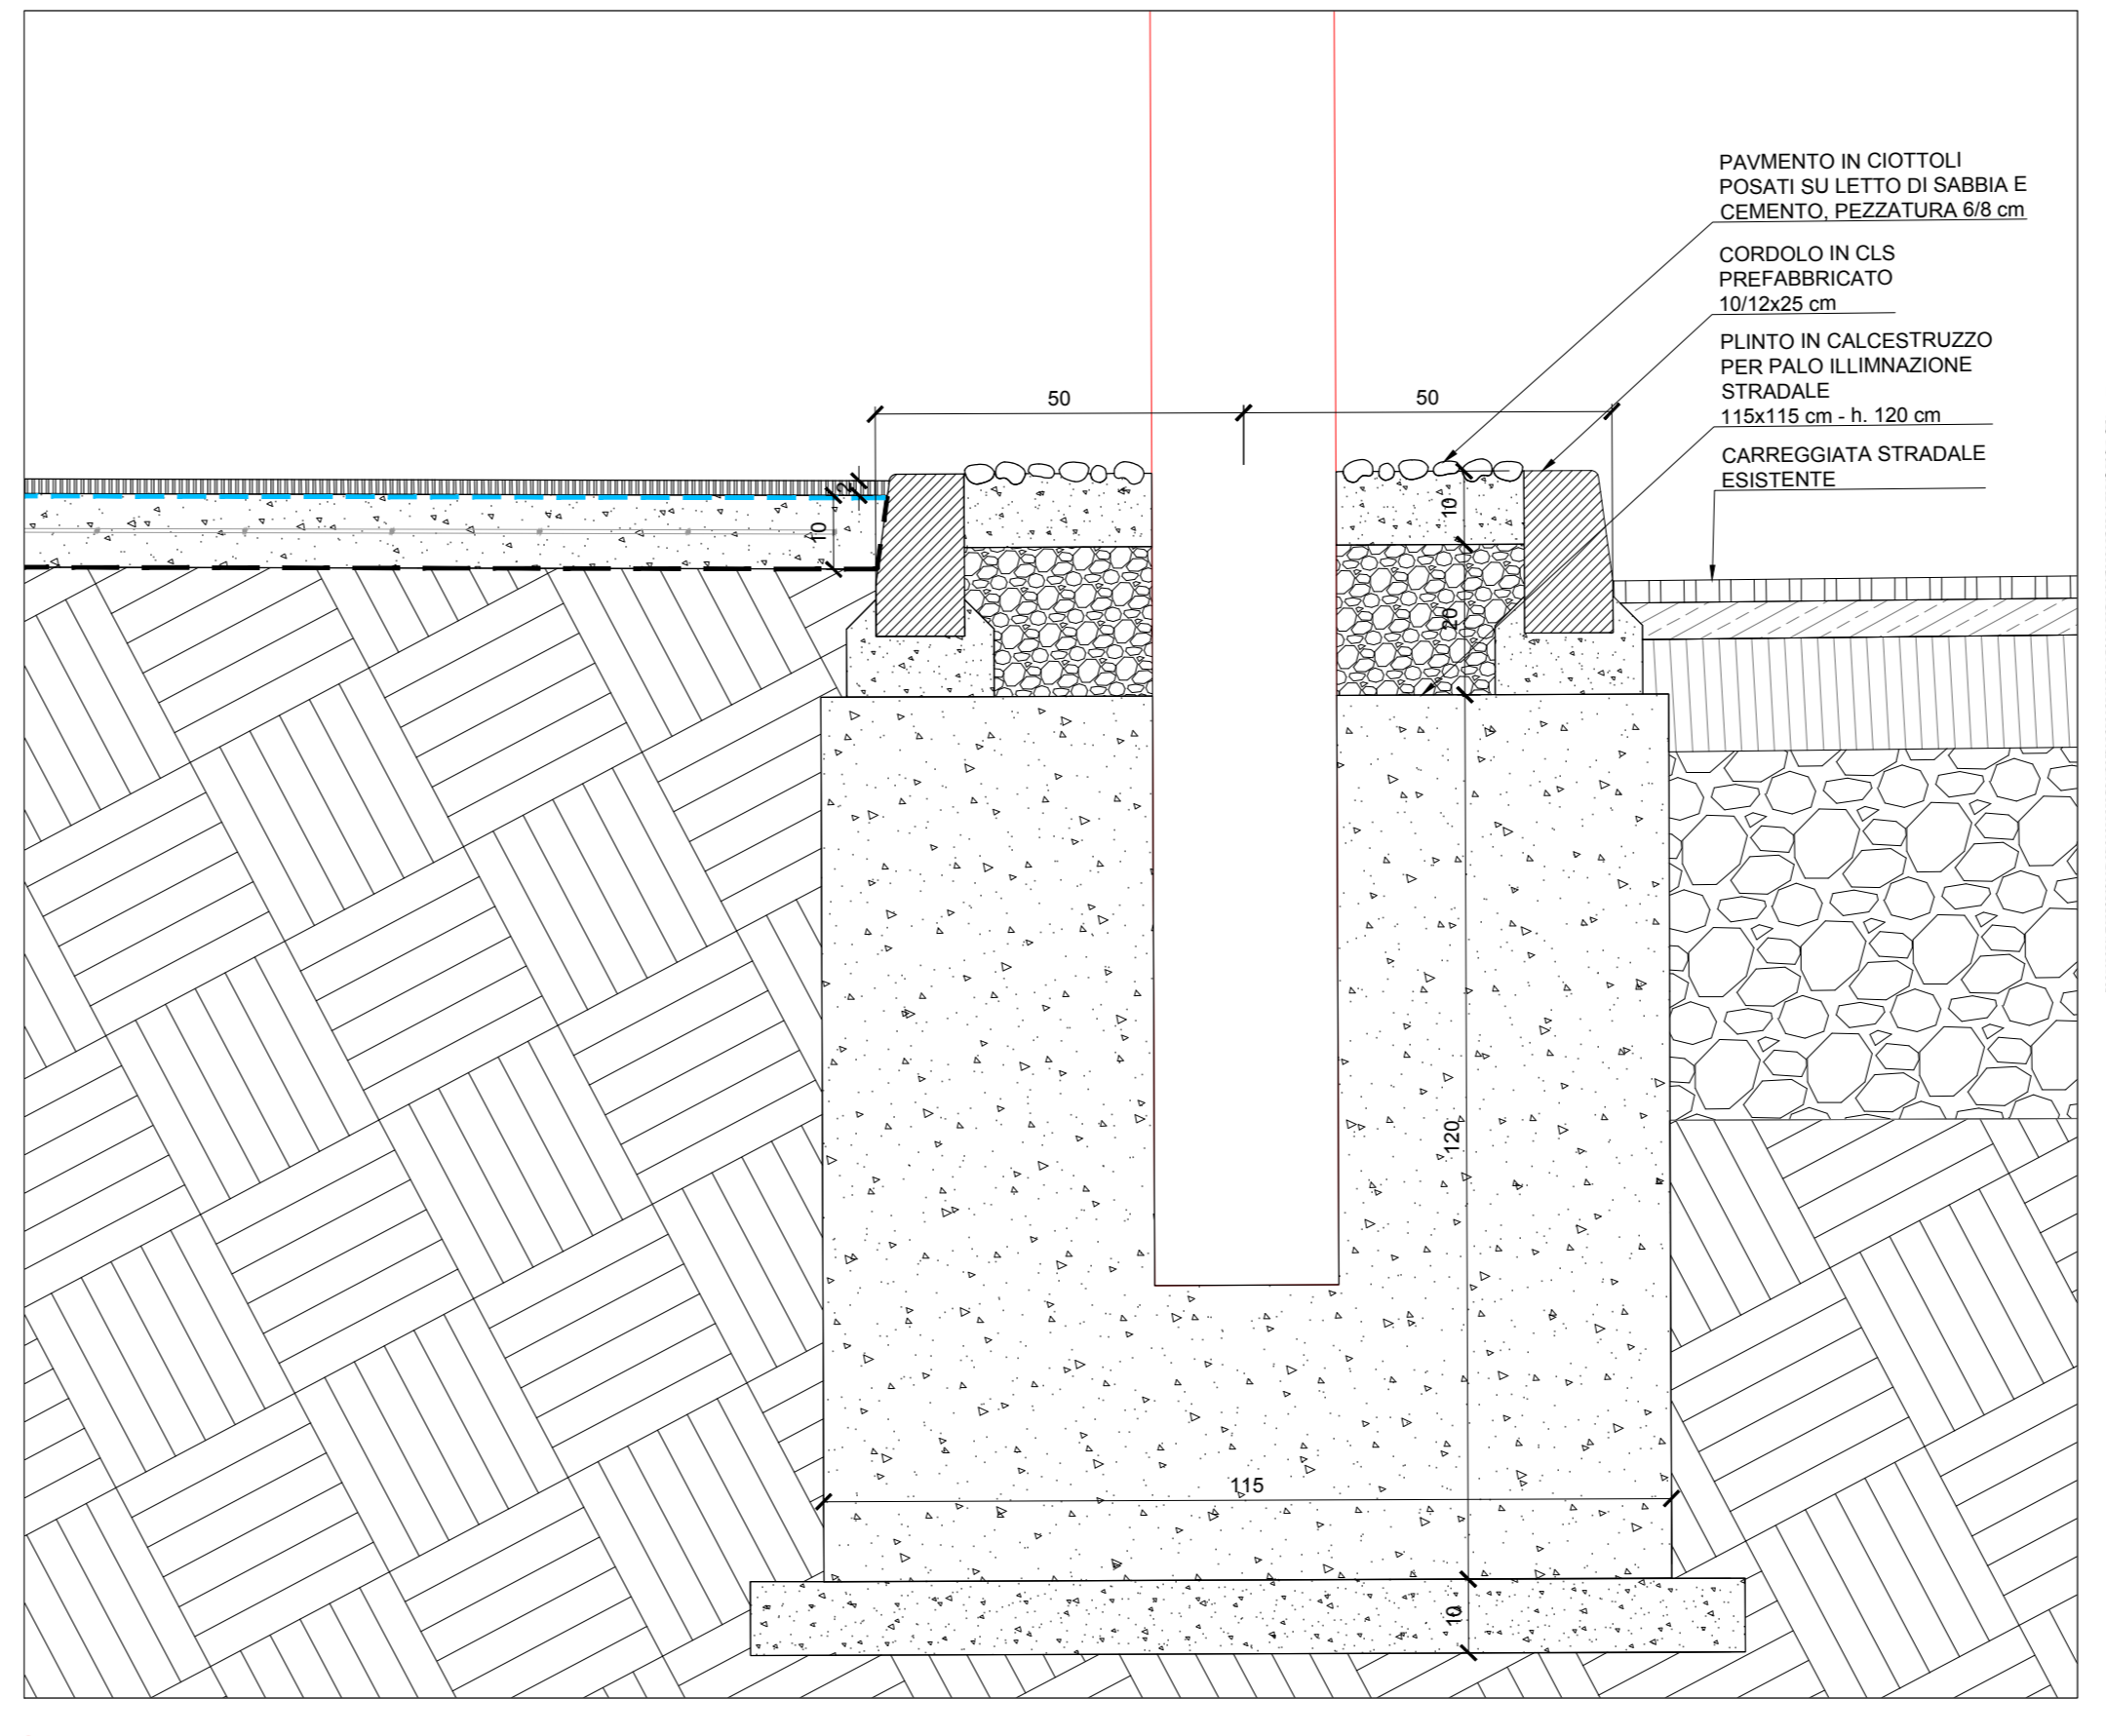 PAVMENTO IN CIOTTOLI
POSATI SU LETTO DI SABBIA E
CEMENTO, PEZZATURA 6/8 cm
CORDOLO IN CLS
PREFABBRICATO
10/12x25 cm
PLINTO IN CALCESTRUZZO
PER PALO ILLIMNAZIONE
STRADALE
115x115 cm - h. 120 cm
CARREGGIATA STRADALE
ESISTENTE
50
50
2
10
10
20
120
115
10